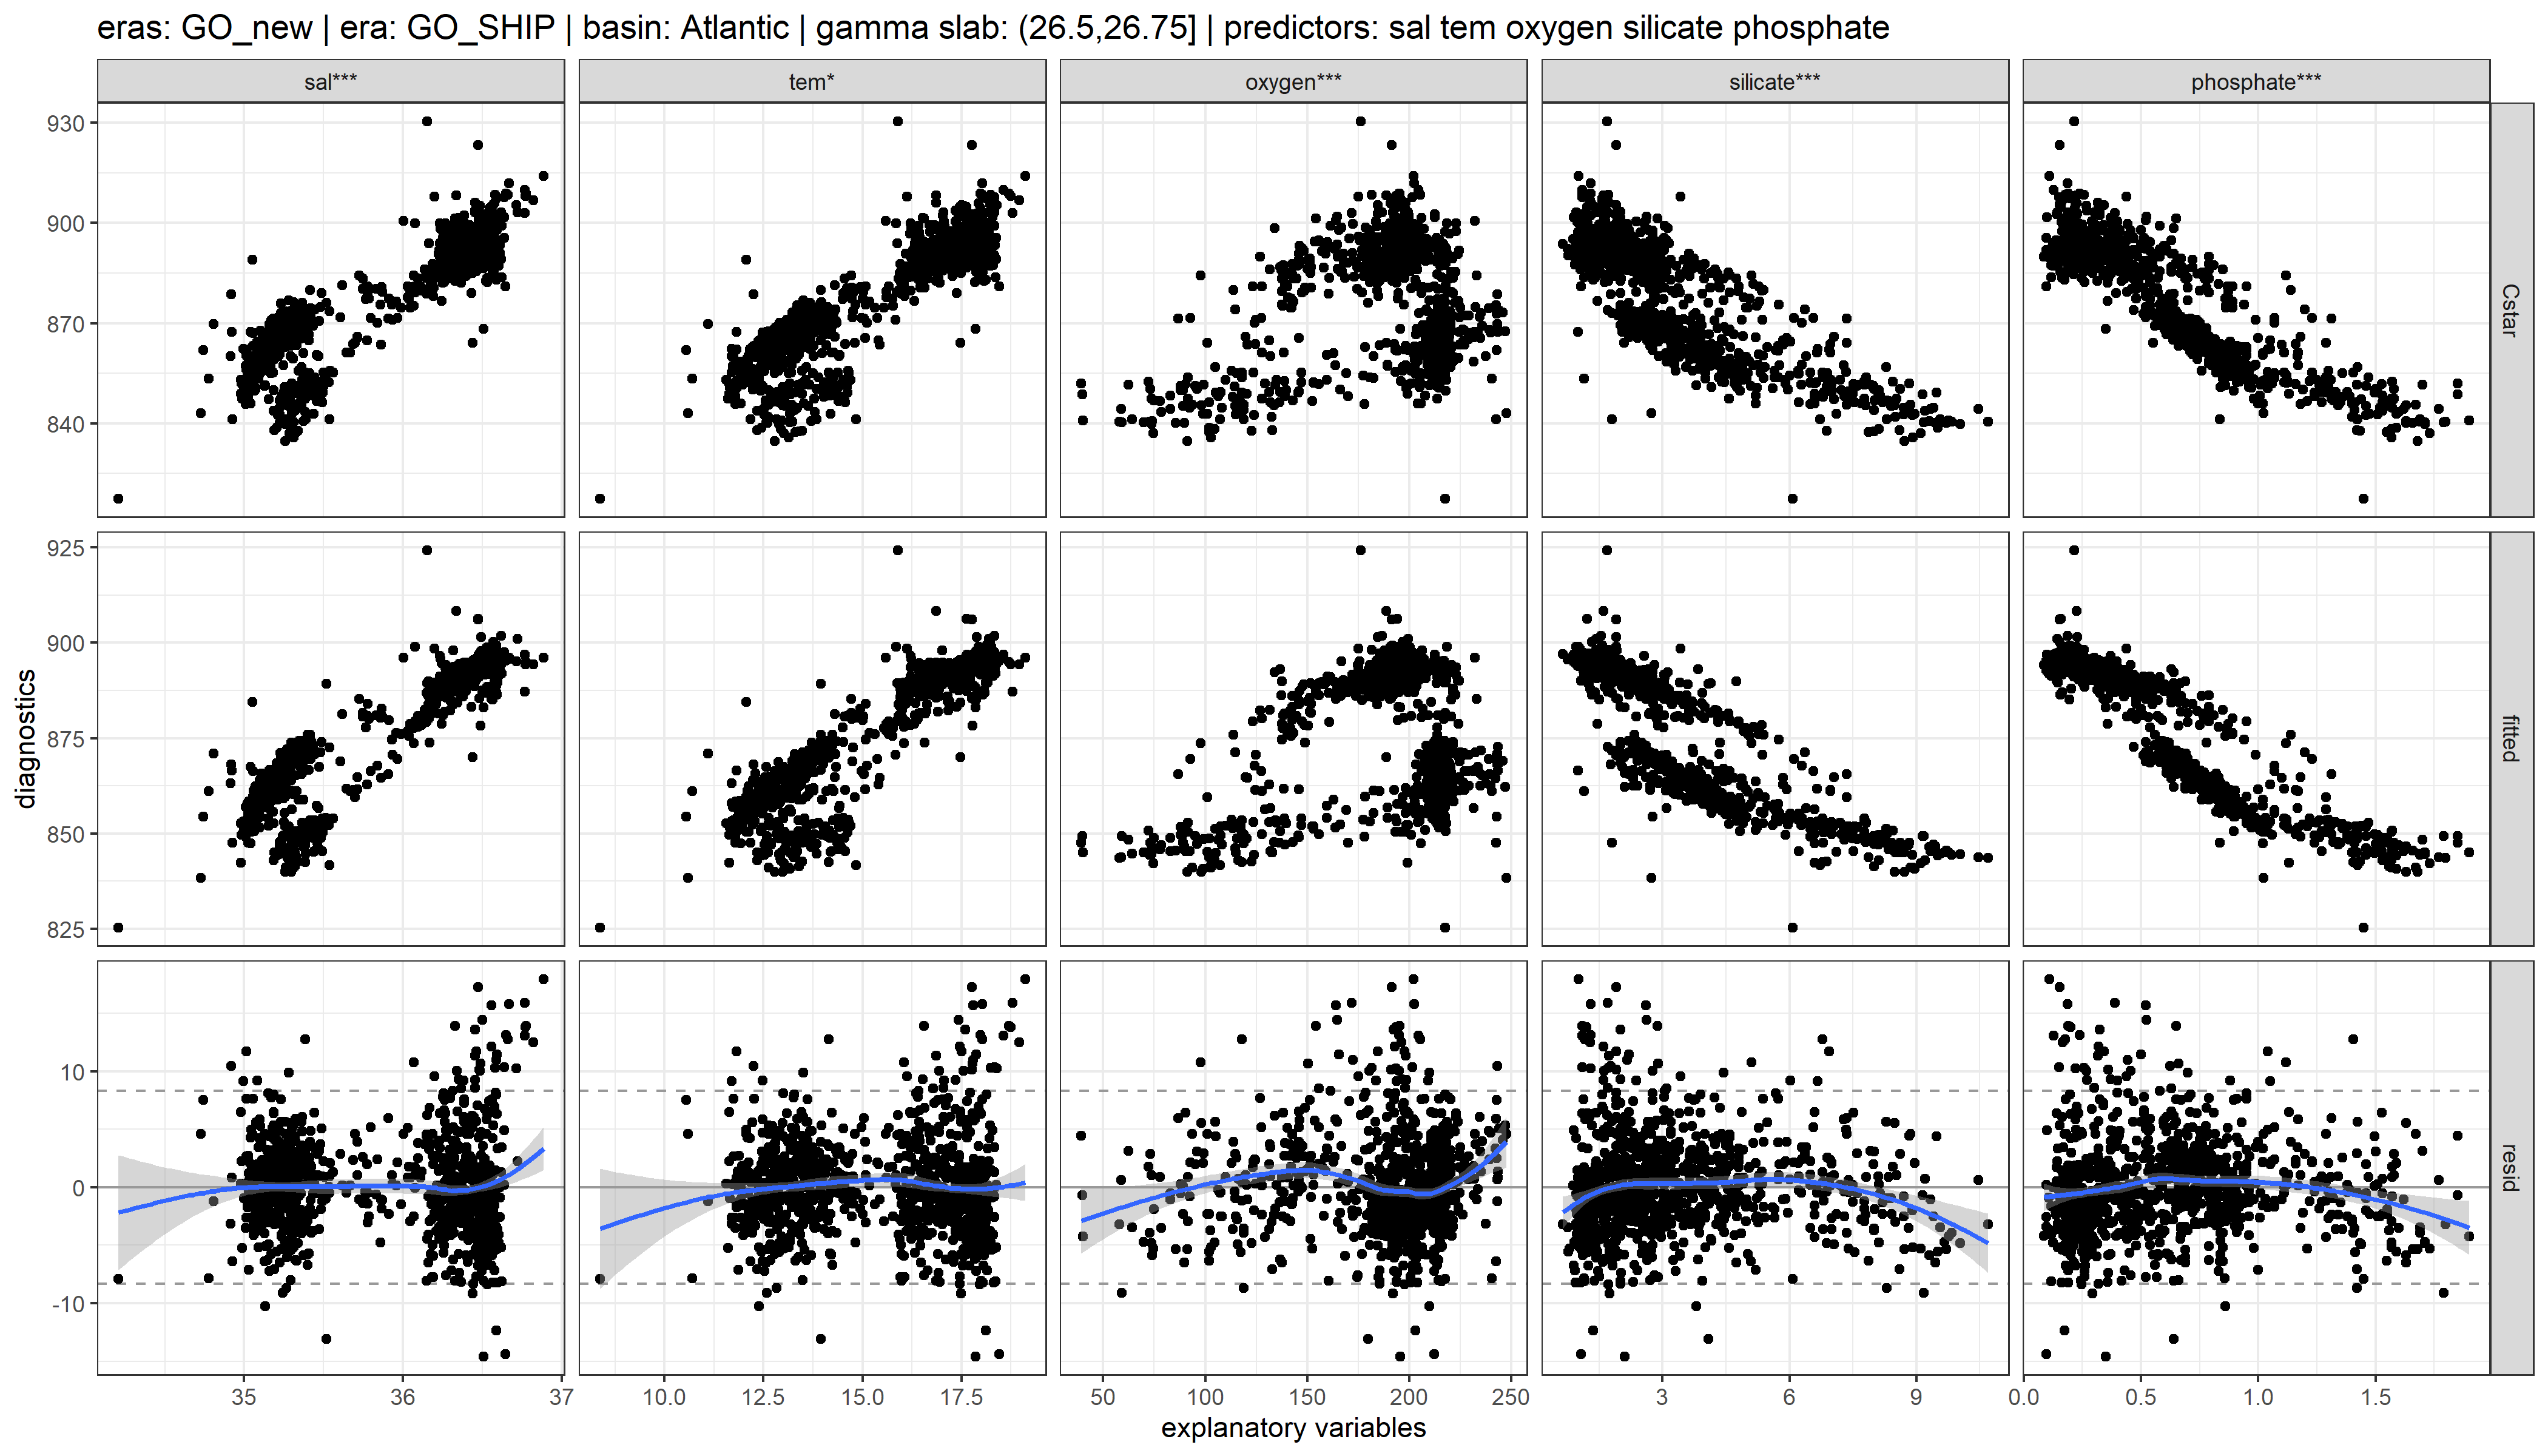 eras: GO_new | era: GO_SHIP | basin: Atlantic | gamma slab: (26.5,26.75] | predictors: sal tem oxygen silicate phosphate
sal*** tem* oxygen*** silicate*** phosphate***
930
900
870
840
Cstar
925
900
875
850
825
fitted
diagnostics
10
0
-10
resid
35 36 37 10.0 12.5 15.0 17.5 50 100 150 200 250 3 6 9 0.0 0.5 1.0 1.5
explanatory variables